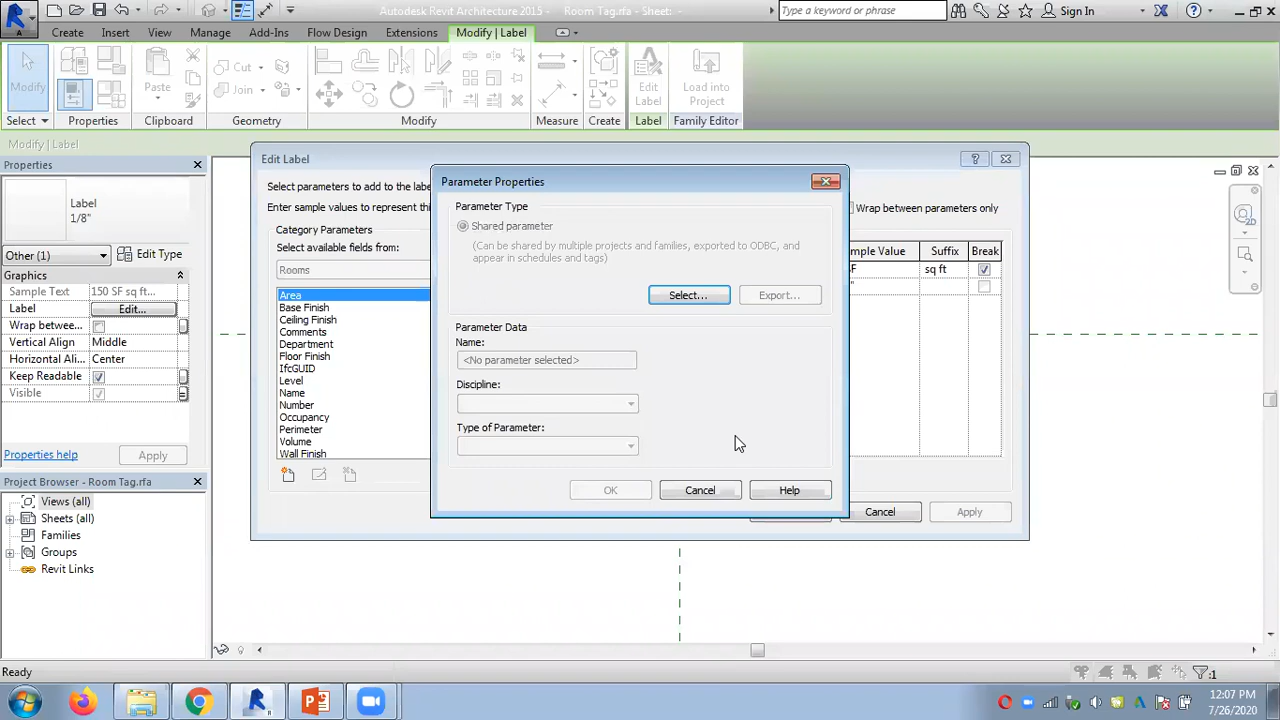 Autodesk Revit Architecture 2015 - Room Tag.rfa - Sheet:
Type a keyword or phrase
Sign In
Create Insert View Manage Add-Ins Flow Design Extensions Modify | Label
Modify
Paste
Cut
Join
Edit
Label
Load into
Project
Select Properties Clipboard Geometry Modify Measure Create Label Family Editor
Modify | Label
Properties
Label
1/8"
Other (1)
Edit Type
Graphics
Sample Text 150 SF sq ft...
Label Edit...
Wrap betwee...
Vertical Align Middle
Horizontal Ali... Center
Keep Readable
Visible
Properties help
Apply
Project Browser - Room Tag.rfa
Views (all)
Sheets (all)
Families
Groups
Revit Links
Edit Label
Select parameters to add to the labe
Enter sample values to represent thi
Wrap between parameters only
Category Parameters
Select available fields from:
Rooms
Area
Base Finish
Ceiling Finish
Comments
Department
Floor Finish
IfcGUID
Level
Name
Number
Occupancy
Perimeter
Volume
Wall Finish
mple Value Suffix Break
sq ft
Cancel
Apply
Parameter Properties
Parameter Type
Shared parameter
(Can be shared by multiple projects and families, exported to ODBC, and
appear in schedules and tags)
Select... Export...
Parameter Data
Name:
<No parameter selected>
Discipline:
Type of Parameter:
OK Cancel Help
Ready
:1
12:07 PM
7/26/2020